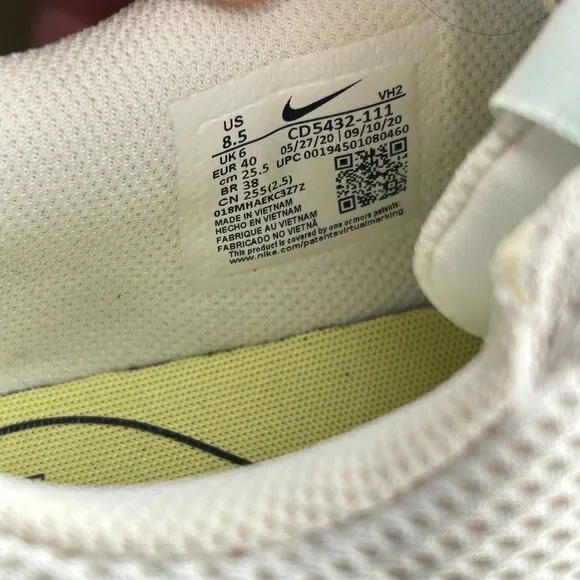 US
8.5
VH2
CD5432-111
UK 6
05/27/20 09/10/20
EUR 40
UPC 00194501080460
cm 25.5
BR 38
CN 255(2.5)
018MHAEKC3Z7Z
MADE IN VIETNAM
HECHO EN VIETNAM
FABRIQUE AU VIETNAM
FABRICADO NO VIETNÃ
This product is covered by one or more patents
www.nike.com/patentsvirtualmarking